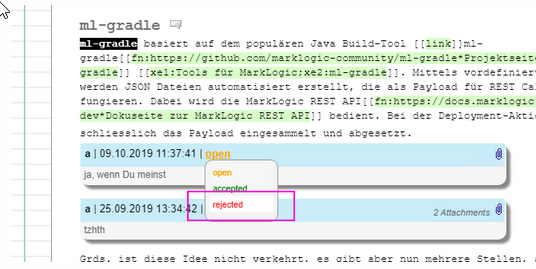 ml-gradle
ml-gradle basiert auf dem populären Java Build-Tool [[link]]ml-
gradle[[fn:https://github.com/marklogic-community/ml-gradle*Projektseite
gradle]] [[xe1:Tools für MarkLogic:xe2:ml-gradle]]. Mittels vordefiniert
werden JSON Dateien automatisiert erstellt, die als Payload für REST Cal
fungieren. Dabei wird die MarkLogic REST API[[fn:https://docs.marklogic
dev*Dokuseite zur MarkLogic REST API]] bedient. Bei der Deployment-Aktio
schliesslich das Payload eingesammelt und abgesetzt.
a | 09.10.2019 11:37:41 | open
ja, wenn Du meinst
open
accepted
rejected
a | 25.09.2019 13:34:42 |
2 Attachments
tzhth
Grds. ist diese Idee nicht verkehrt, es gibt aber nun mehrere Stellen,